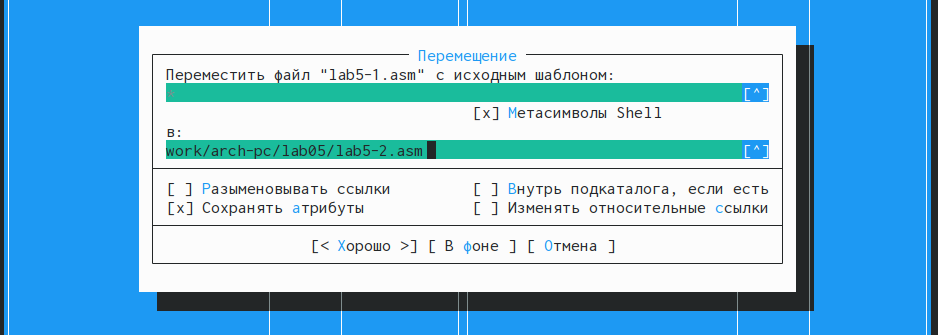 Перемещение
Переместить файл "lab5-1.asm" с исходным шаблоном:
* [^]
[x] Метасимволы Shell
в:
work/arch-pc/lab05/lab5-2.asm [^]
[ ] Разыменовывать ссылки [ ] Внутрь подкаталога, если есть
[x] Сохранять атрибуты [ ] Изменять относительные ссылки
[< Хорошо >] [ В фоне ] [ Отмена ]